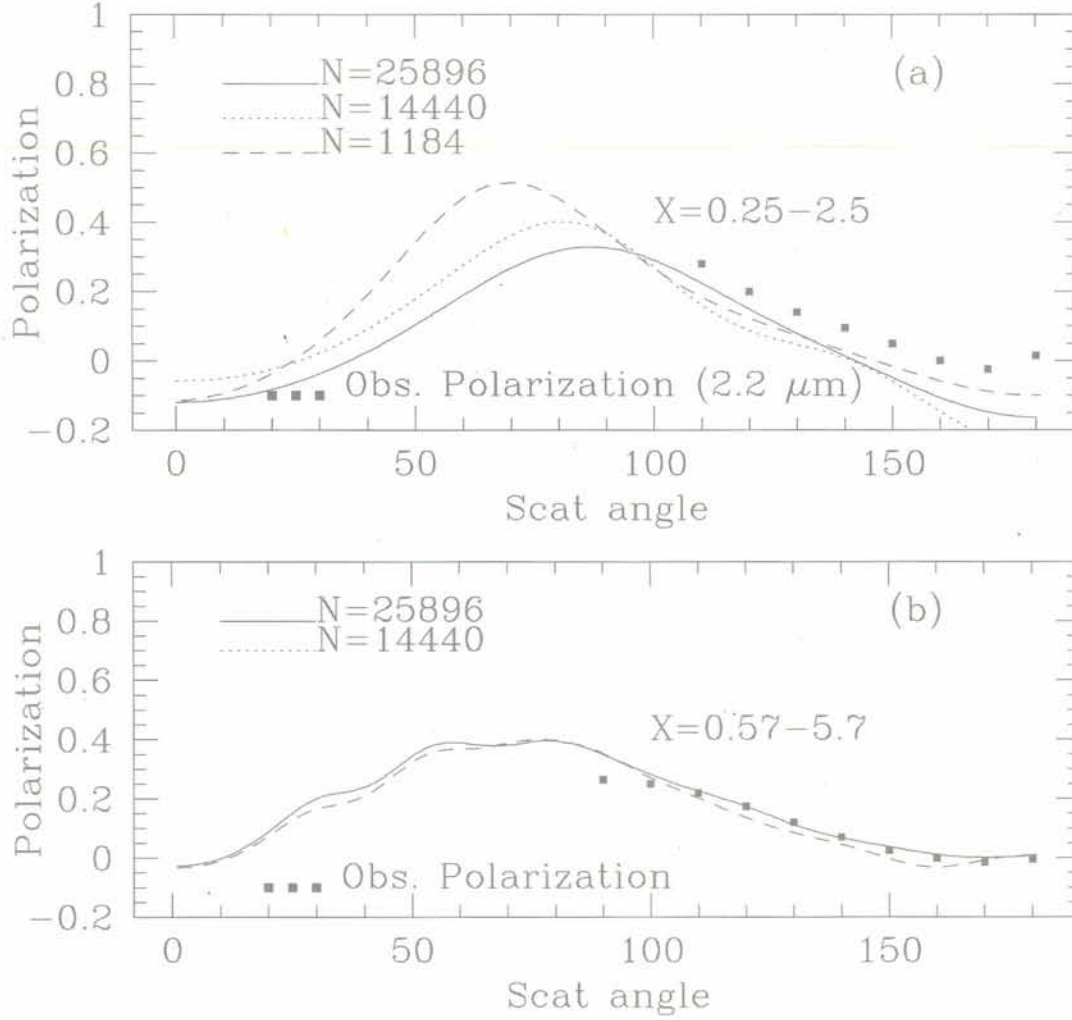 1
0.8
0.6
0.4
0.2
0
−0.2
Polarization
N=25896
N=14440
N=1184
(a)
X=0.25−2.5
Obs. Polarization (2.2 μm)
0 50 100 150
Scat angle
1
0.8
0.6
0.4
0.2
0
−0.2
Polarization
N=25896
N=14440
(b)
X=0.57−5.7
Obs. Polarization
0 50 100 150
Scat angle